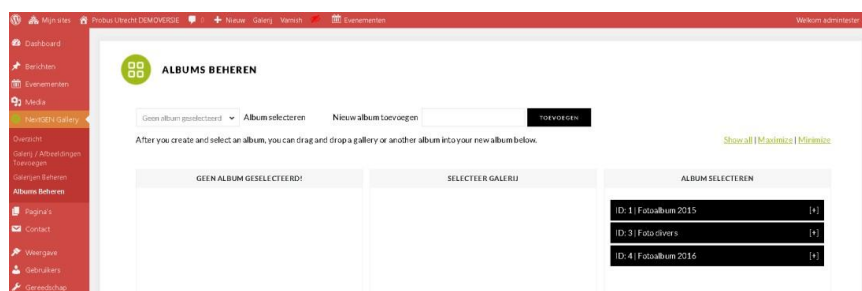 Mijn sites Probus Utrecht DEMOVERSIE 0 + Nieuw Galerij Varnish Evenementen Welkom admintester
Dashboard
Berichten
Evenementen
Media
NextGEN Gallery
Overzicht
Galerij / Afbeeldingen
Toevoegen
Galerijen Beheren
Albums Beheren
Pagina's
Contact
Weergave
Gebruikers
Gereedschap
ALBUMS BEHEREN
Geen album geselecteerd Album selecteren Nieuw album toevoegen TOEVOEGEN
After you create and select an album, you can drag and drop a gallery or another album into your new album below. Show all | Maximize | Minimize
GEEN ALBUM GESELECTEERD! SELECTEER GALERIJ ALBUM SELECTEREN
ID: 1 | Fotoalbum 2015 [+]
ID: 3 | Foto divers [+]
ID: 4 | Fotoalbum 2016 [+]